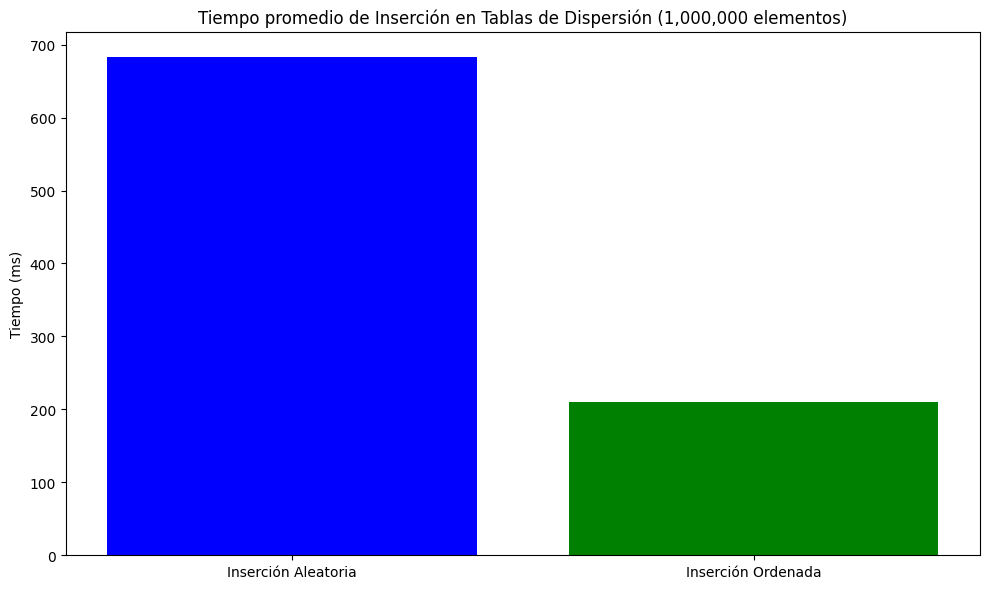 Tiempo promedio de Inserción en Tablas de Dispersión (1,000,000 elementos)
700
600
500
400
300
200
100
0
Tiempo (ms)
Inserción Aleatoria
Inserción Ordenada